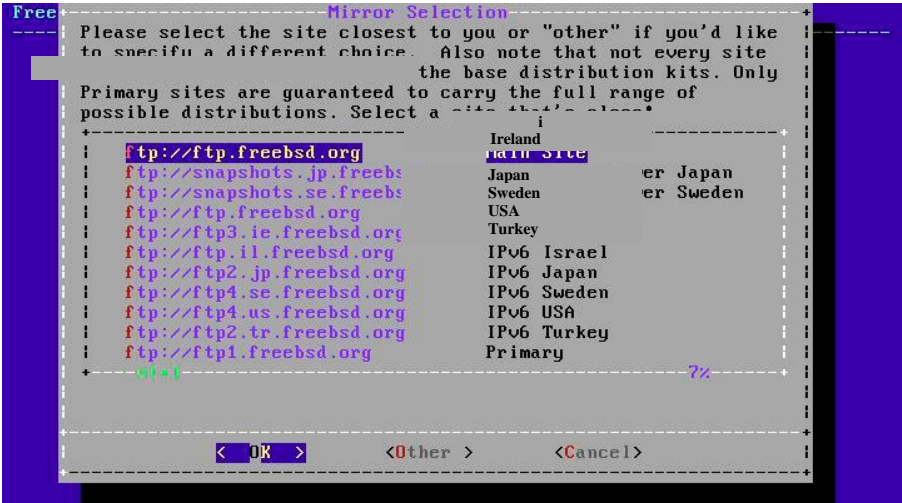 Free
Mirror Selection
Please select the site closest to you or "other" if you'd like
to specify a different choice. Also note that not every site
the base distribution kits. Only
Primary sites are guaranteed to carry the full range of
possible distributions. Select a site that's close!
i
Ireland
ftp://ftp.freebsd.org Main Site
ftp://snapshots.jp.freebs Japan er Japan
ftp://snapshots.se.freebs Sweden er Sweden
ftp://ftp.freebsd.org USA
ftp://ftp3.ie.freebsd.org Turkey
ftp://ftp.il.freebsd.org IPv6 Israel
ftp://ftp2.jp.freebsd.org IPv6 Japan
ftp://ftp4.se.freebsd.org IPv6 Sweden
ftp://ftp4.us.freebsd.org IPv6 USA
ftp://ftp2.tr.freebsd.org IPv6 Turkey
ftp://ftp1.freebsd.org Primary
7%
< OK > <Other > <Cancel>